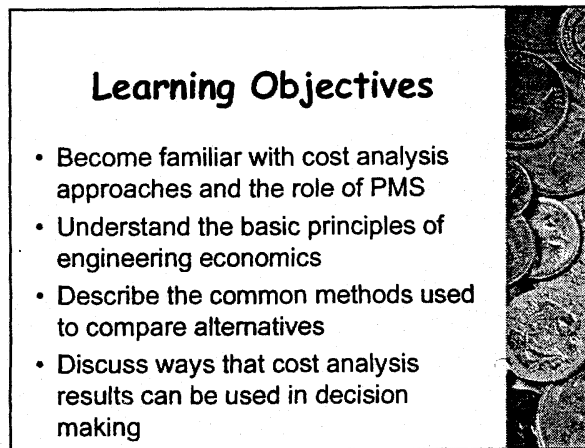 Learning Objectives
• Become familiar with cost analysis
approaches and the role of PMS
• Understand the basic principles of
engineering economics
• Describe the common methods used
to compare alternatives
• Discuss ways that cost analysis
results can be used in decision
making